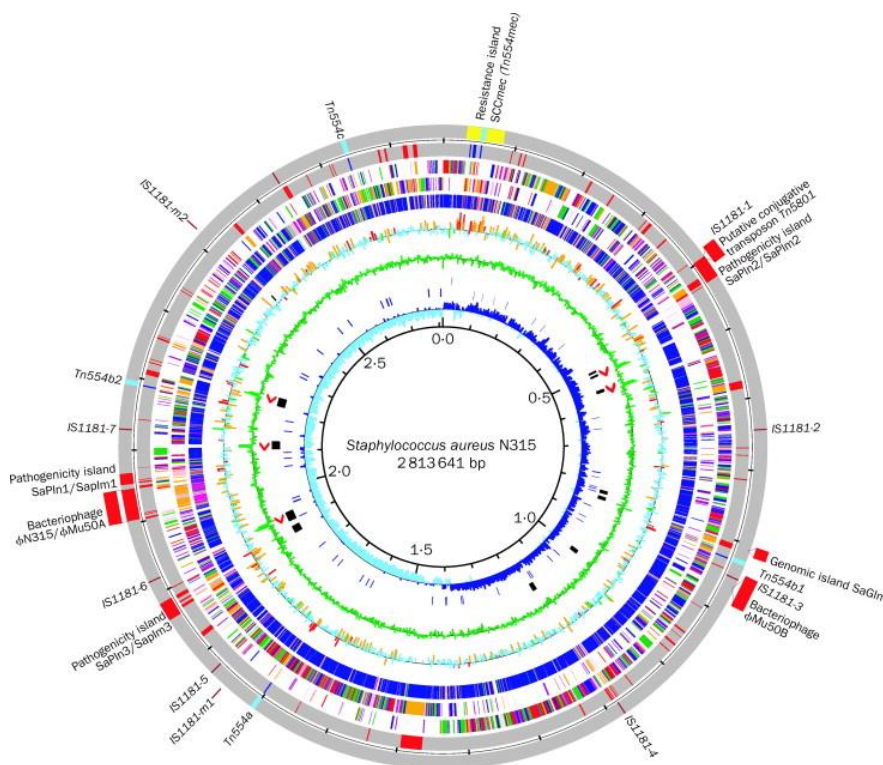 Resistance island
SCCmec (Tn554mec)
Tn554c
IS1181-m2
IS1181-1
Putative conjugative
transposon Tn5801
Pathogenicity island
SaPIn2/SaPIm2
0·0
2·5
0·5
Tn554b2
IS1181-7
IS1181-2
Staphylococcus aureus N315
2 813 641 bp
Pathogenicity island
SaPIn1/SaPIm1
2·0
Bacteriophage
ɸN315/ɸMu50A
1·0
1·5
Genomic island SaGIn
Tn554b1
IS1181-3
Bacteriophage
ɸMu50B
IS1181-6
Pathogenicity island
SaPIn3/SaPIm3
IS1181-5
IS1181-m1
Tn554a
IS1181-4